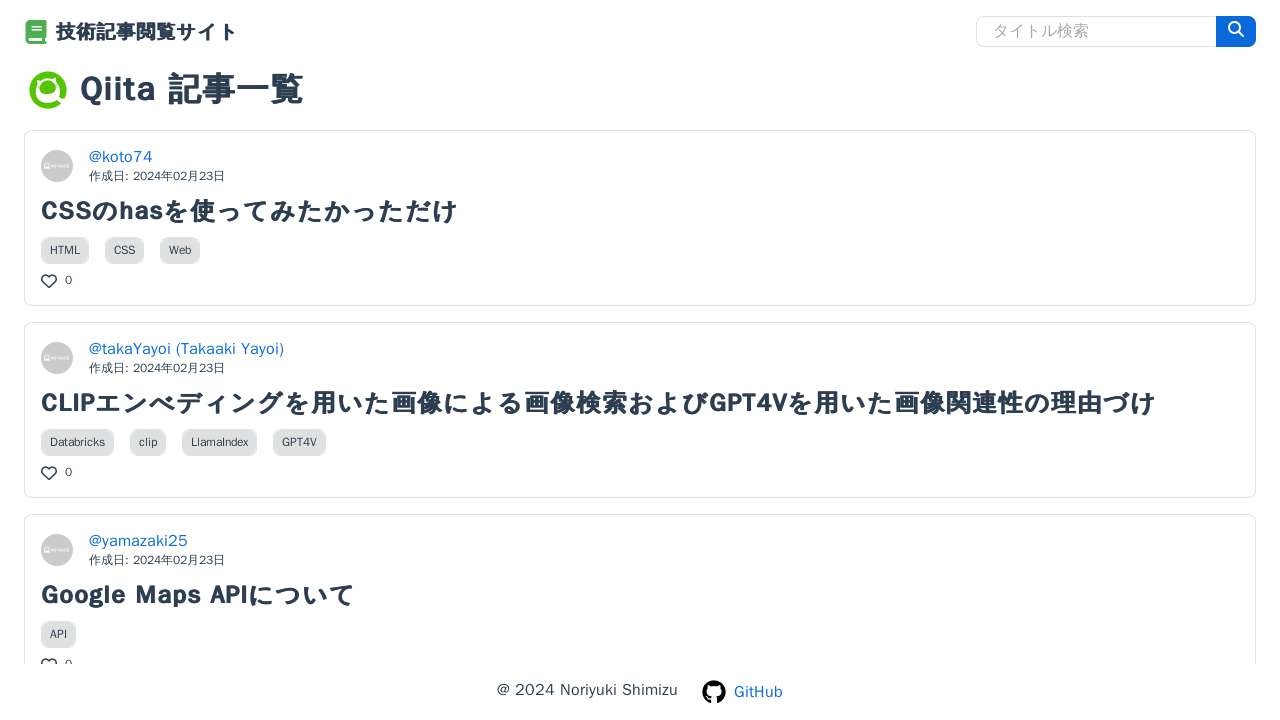 技術記事閲覧サイト
タイトル検索
Qiita 記事一覧
@koto74
作成日: 2024年02月23日
CSSのhasを使ってみたかっただけ
HTML CSS Web
0
@takaYayoi (Takaaki Yayoi)
作成日: 2024年02月23日
CLIPエンべディングを用いた画像による画像検索およびGPT4Vを用いた画像関連性の理由づけ
Databricks clip LlamaIndex GPT4V
0
@yamazaki25
作成日: 2024年02月23日
Google Maps APIについて
API
0
@ 2024 Noriyuki Shimizu GitHub